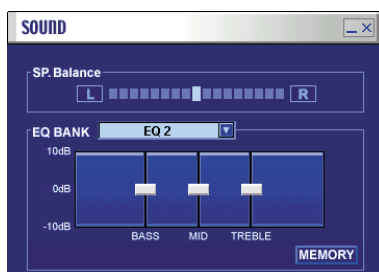 SOUND
SP. Balance
L R
EQ BANK EQ 2
10dB
0dB
-10dB
BASS MID TREBLE
MEMORY